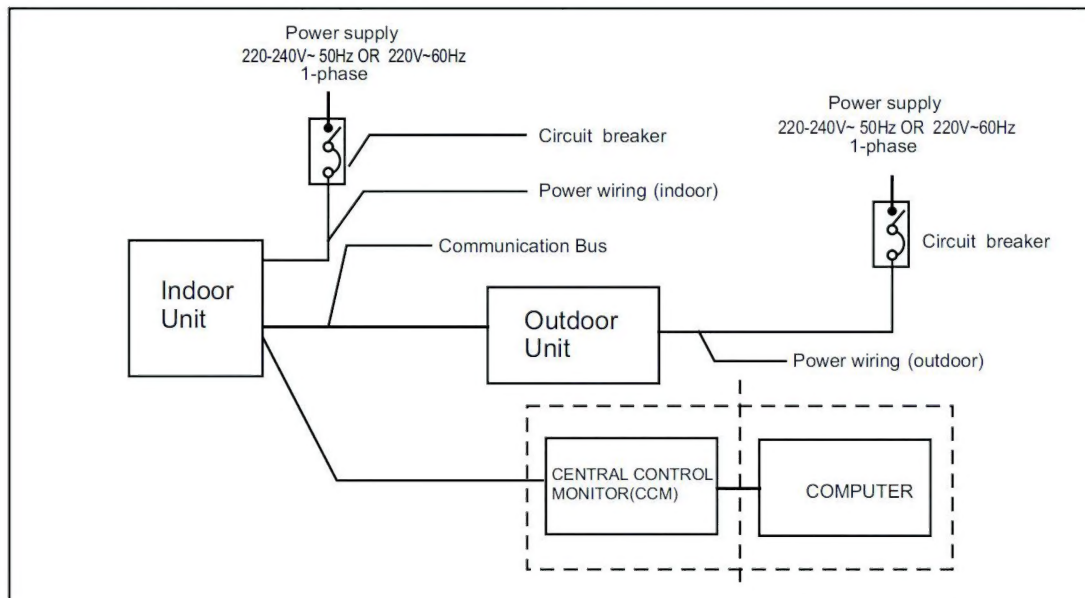 Power supply
220-240V~ 50Hz OR 220V~60Hz
1-phase
Circuit breaker
Power wiring (indoor)
Communication Bus
Indoor
Unit
Power supply
220-240V~ 50Hz OR 220V~60Hz
1-phase
Circuit breaker
Outdoor
Unit
Power wiring (outdoor)
CENTRAL CONTROL
MONITOR(CCM)
COMPUTER